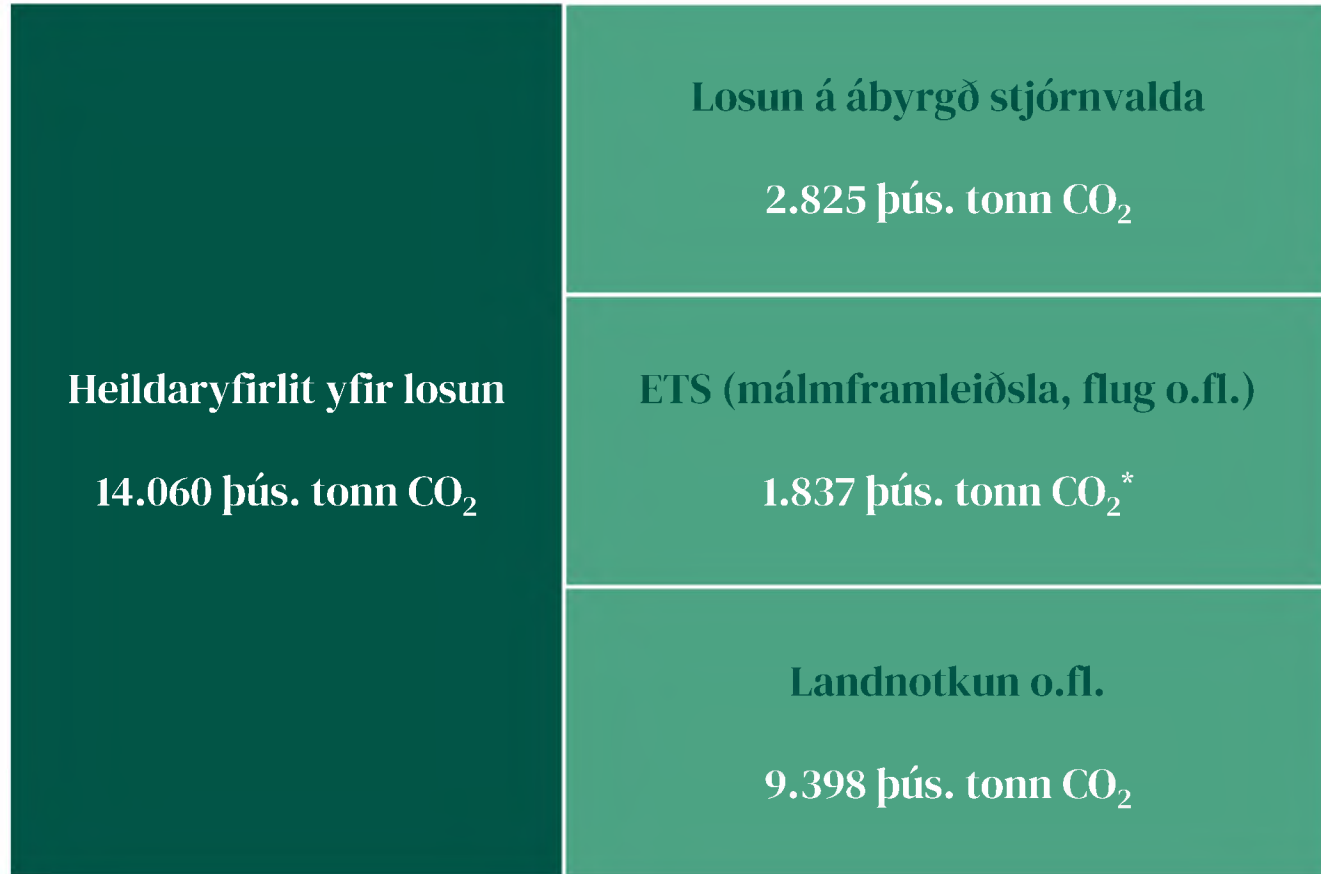 Heildaryfirlit yfir losun
14.060 þús. tonn CO₂
Losun á ábyrgð stjórnvalda
2.825 þús. tonn CO₂
ETS (málmframleiðsla, flug o.fl.)
1.837 þús. tonn CO₂*
Landnotkun o.fl.
9.398 þús. tonn CO₂